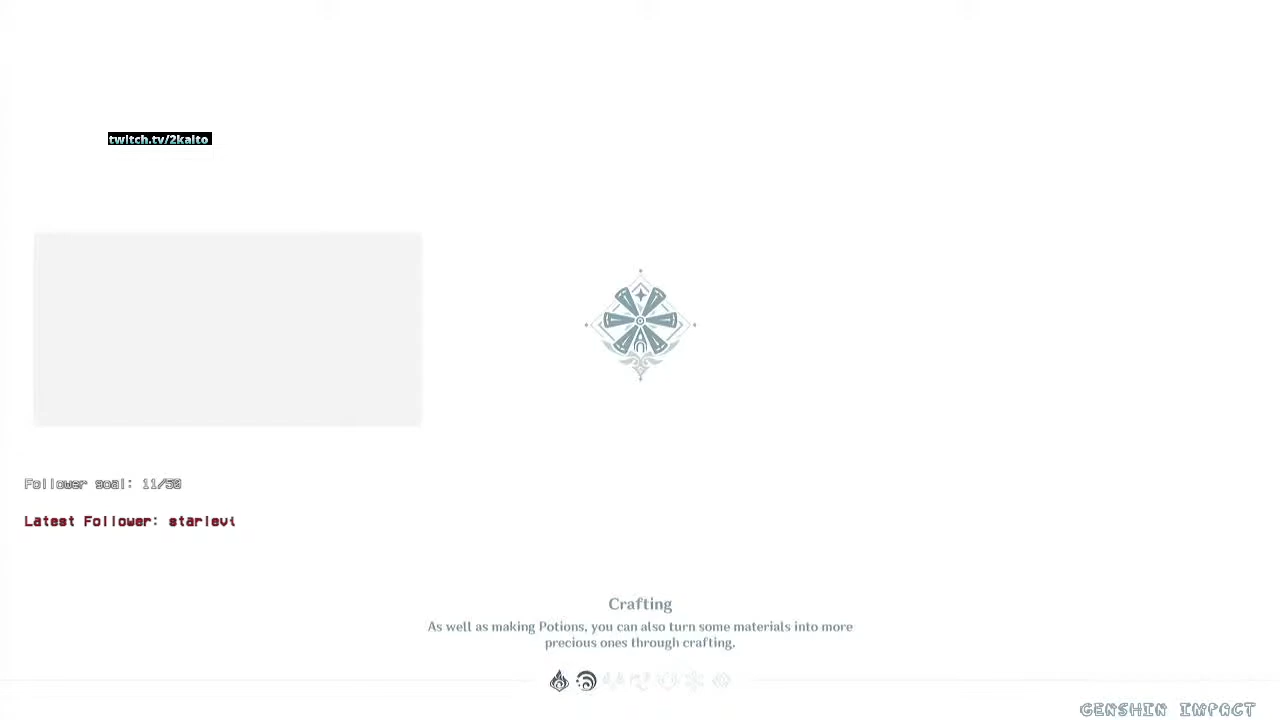 twitch.tv/2kaito
Follower goal: 11/50
Latest Follower: starlevi
Crafting
As well as making Potions, you can also turn some materials into more
precious ones through crafting.
GENSHIN IMPACT